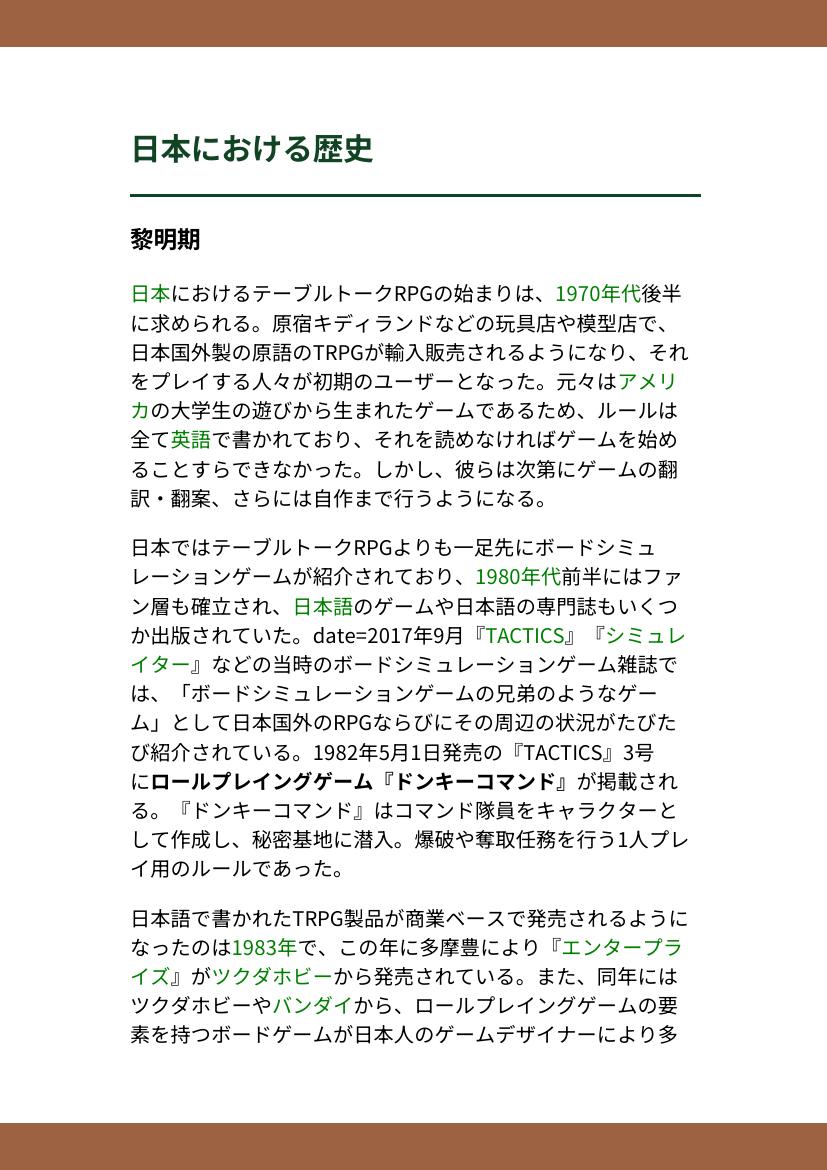 日本における歴史
黎明期
日本におけるテーブルトークRPGの始まりは、1970年代後半
に求められる。原宿キディランドなどの玩具店や模型店で、
日本国外製の原語のTRPGが輸入販売されるようになり、それ
をプレイする人々が初期のユーザーとなった。元々はアメリ
カの大学生の遊びから生まれたゲームであるため、ルールは
全て英語で書かれており、それを読めなければゲームを始め
ることすらできなかった。しかし、彼らは次第にゲームの翻
訳・翻案、さらには自作まで行うようになる。
日本ではテーブルトークRPGよりも一足先にボードシミュ
レーションゲームが紹介されており、1980年代前半にはファ
ン層も確立され、日本語のゲームや日本語の専門誌もいくつ
か出版されていた。date=2017年9月『TACTICS』『シミュレ
イター』などの当時のボードシミュレーションゲーム雑誌で
は、「ボードシミュレーションゲームの兄弟のようなゲー
ム」として日本国外のRPGならびにその周辺の状況がたびた
び紹介されている。1982年5月1日発売の『TACTICS』3号
にロールプレイングゲーム『ドンキーコマンド』が掲載され
る。『ドンキーコマンド』はコマンド隊員をキャラクターと
して作成し、秘密基地に潜入。爆破や奪取任務を行う1人プレ
イ用のルールであった。
日本語で書かれたTRPG製品が商業ベースで発売されるように
なったのは1983年で、この年に多摩豊により『エンタープラ
イズ』がツクダホビーから発売されている。また、同年には
ツクダホビーやバンダイから、ロールプレイングゲームの要
素を持つボードゲームが日本人のゲームデザイナーにより多